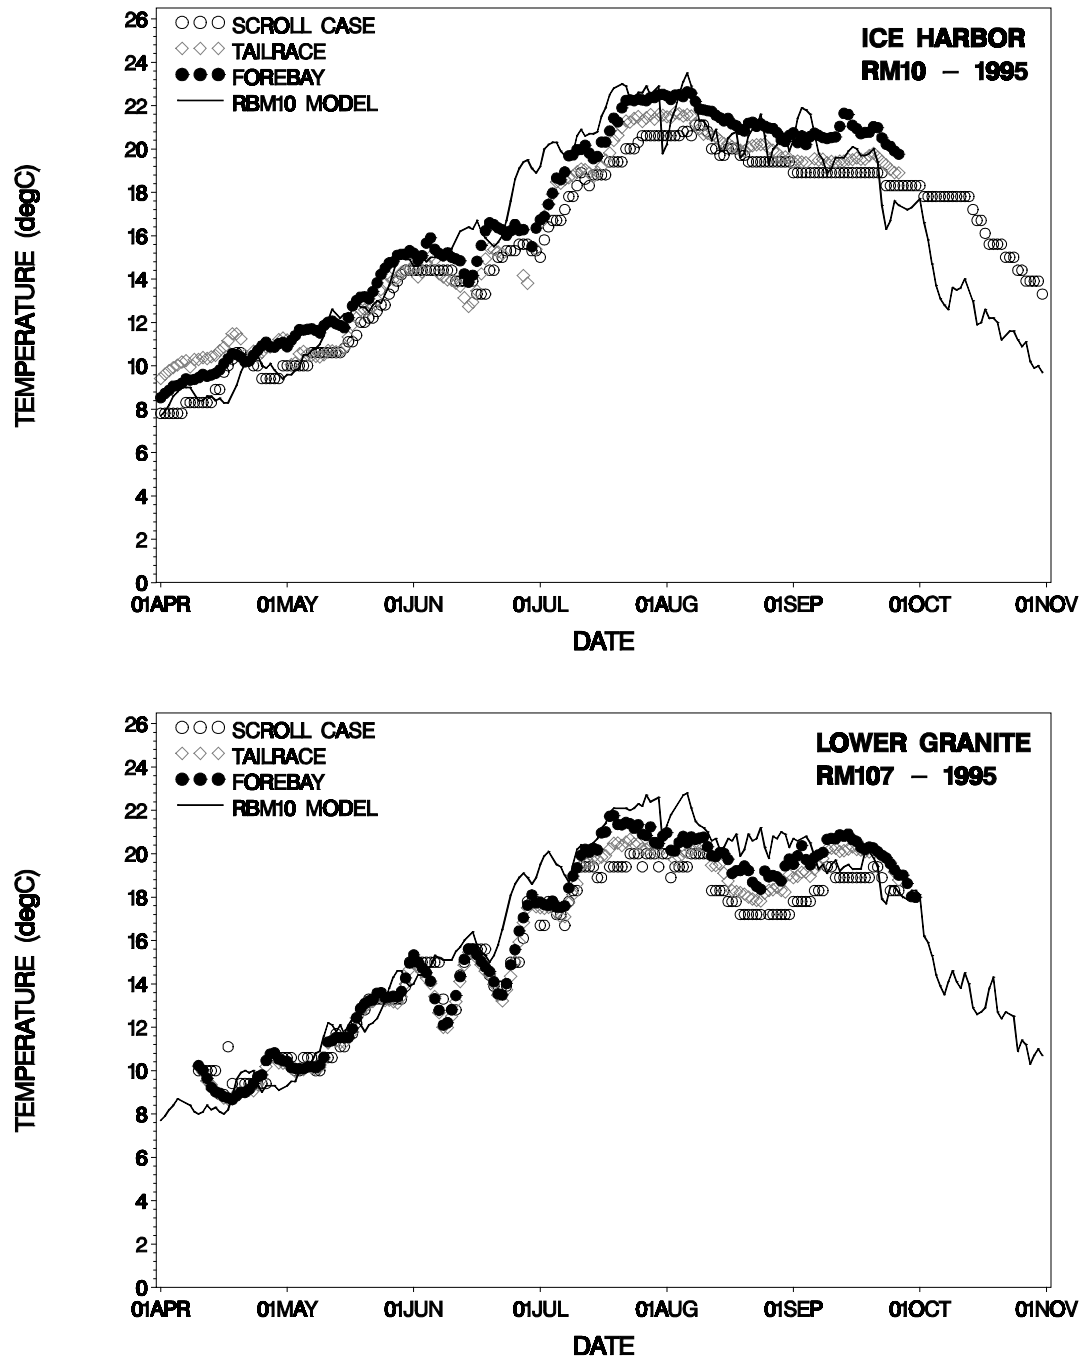 SCROLL CASE
TAILRACE
FOREBAY
RBM10 MODEL
ICE HARBOR
RM10 – 1995
TEMPERATURE (degC)
26
24
22
20
18
16
14
12
10
8
6
4
2
0
01APR 01MAY 01JUN 01JUL 01AUG 01SEP 01OCT 01NOV
DATE
SCROLL CASE
TAILRACE
FOREBAY
RBM10 MODEL
LOWER GRANITE
RM107 – 1995
TEMPERATURE (degC)
26
24
22
20
18
16
14
12
10
8
6
4
2
0
01APR 01MAY 01JUN 01JUL 01AUG 01SEP 01OCT 01NOV
DATE